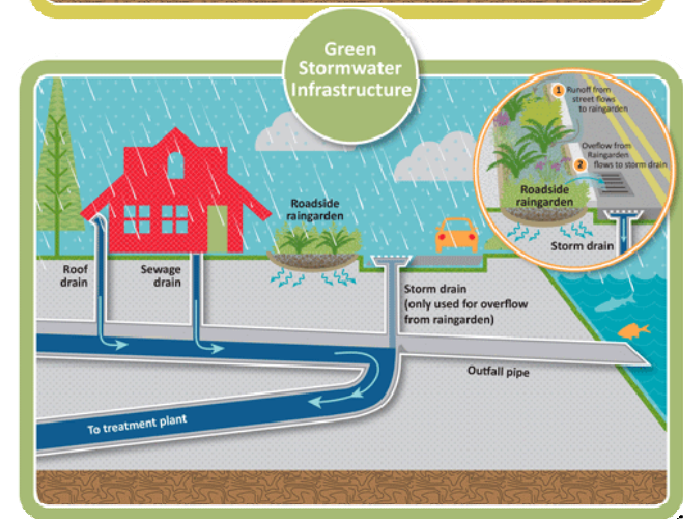 Green
Stormwater
Infrastructure
1 Runoff from
street flows
to raingarden
Oveflow from
2 Raingarden
flows to storm drain
Roadside
raingarden
Storm drain
Roadside
raingarden
Roof
drain
Sewage
drain
Storm drain
(only used for overflow
from raingarden)
Outfall pipe
To treatment plant